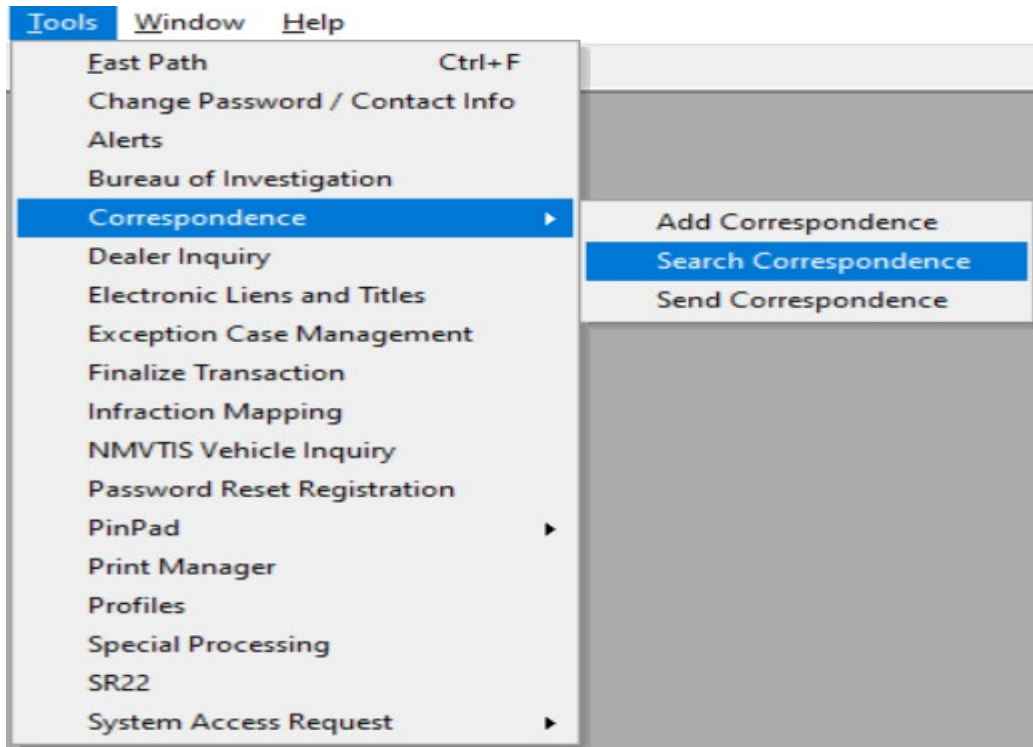 Tools Window Help
Fast Path Ctrl+F
Change Password / Contact Info
Alerts
Bureau of Investigation
Correspondence
Dealer Inquiry
Electronic Liens and Titles
Exception Case Management
Finalize Transaction
Infraction Mapping
NMVTIS Vehicle Inquiry
Password Reset Registration
PinPad
Print Manager
Profiles
Special Processing
SR22
System Access Request
Add Correspondence
Search Correspondence
Send Correspondence